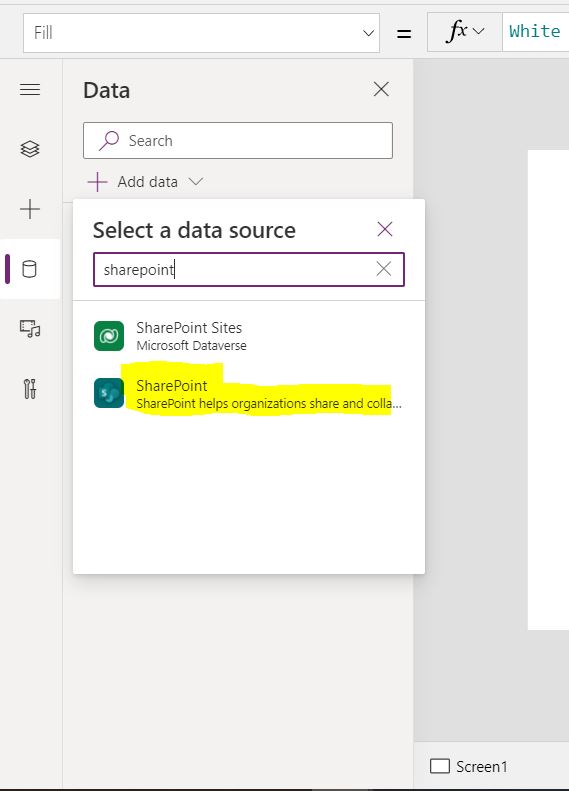 Fill = fx White
Data
Search
Add data
Select a data source
sharepoint
SharePoint Sites
Microsoft Dataverse
SharePoint
SharePoint helps organizations share and colla...
Screen1